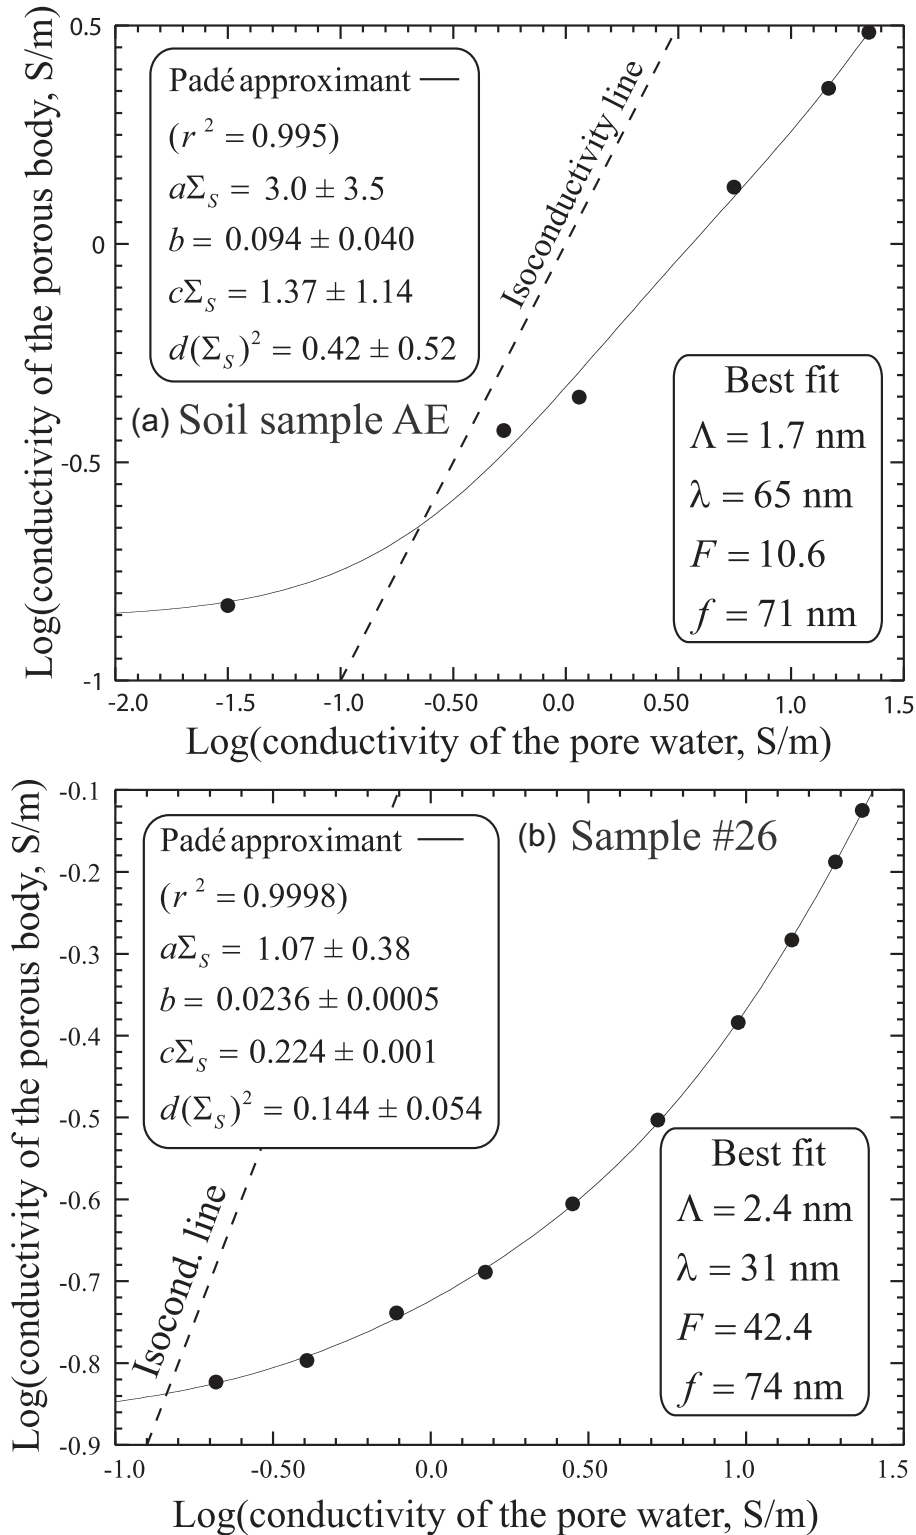 Log(conductivity of the porous body, S/m)
0.5
0
-0.5
-1
Padé approximant
(r² = 0.995)
aΣ_S = 3.0 ± 3.5
b = 0.094 ± 0.040
cΣ_S = 1.37 ± 1.14
d(Σ_S)² = 0.42 ± 0.52
Isoconductivity line
(a) Soil sample AE
Best fit
Λ = 1.7 nm
λ = 65 nm
F = 10.6
f = 71 nm
-2.0 -1.5 -1.0 -0.50 0.0 0.50 1.0 1.5
Log(conductivity of the pore water, S/m)
Log(conductivity of the porous body, S/m)
-0.1
-0.2
-0.3
-0.4
-0.5
-0.6
-0.7
-0.8
-0.9
Padé approximant
(r² = 0.9998)
aΣ_S = 1.07 ± 0.38
b = 0.0236 ± 0.0005
cΣ_S = 0.224 ± 0.001
d(Σ_S)² = 0.144 ± 0.054
(b) Sample #26
Isocond. line
Best fit
Λ = 2.4 nm
λ = 31 nm
F = 42.4
f = 74 nm
-1.0 -0.50 0.0 0.50 1.0 1.5
Log(conductivity of the pore water, S/m)